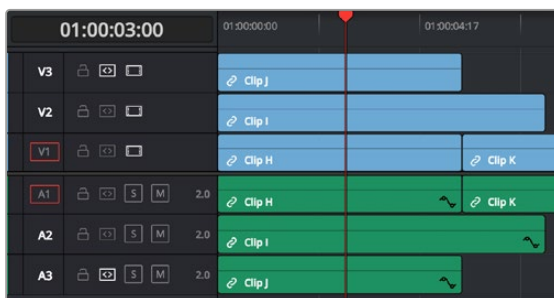 01:00:03:00 01:00:00:00 01:00:04:17
V3 Clip J
V2 Clip I
V1 Clip H Clip K
A1 S M 2.0 Clip H Clip K
A2 S M 2.0 Clip I
A3 S M 2.0 Clip J